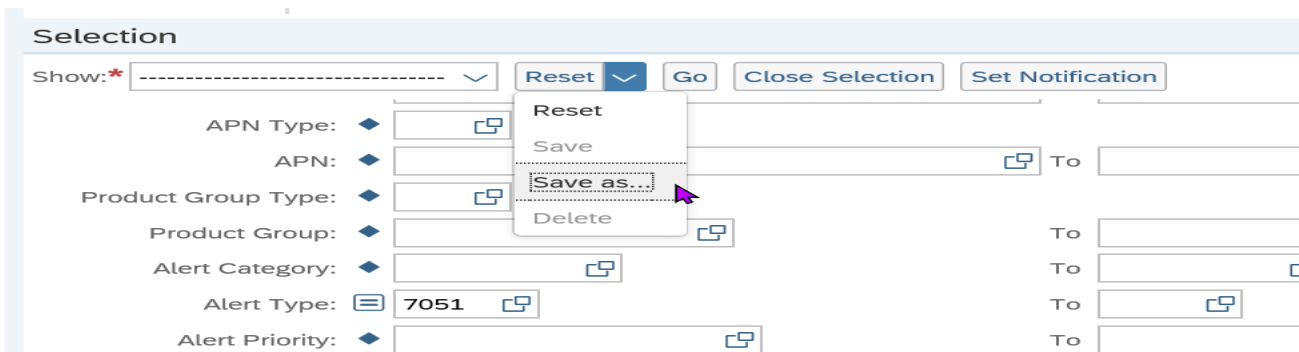 Selection
Show:* ---------------------------------- Reset Go Close Selection Set Notification
Reset
APN Type:
Save
APN: To
Save as...
Product Group Type:
Delete
Product Group: To
Alert Category: To
Alert Type: 7051 To
Alert Priority: To